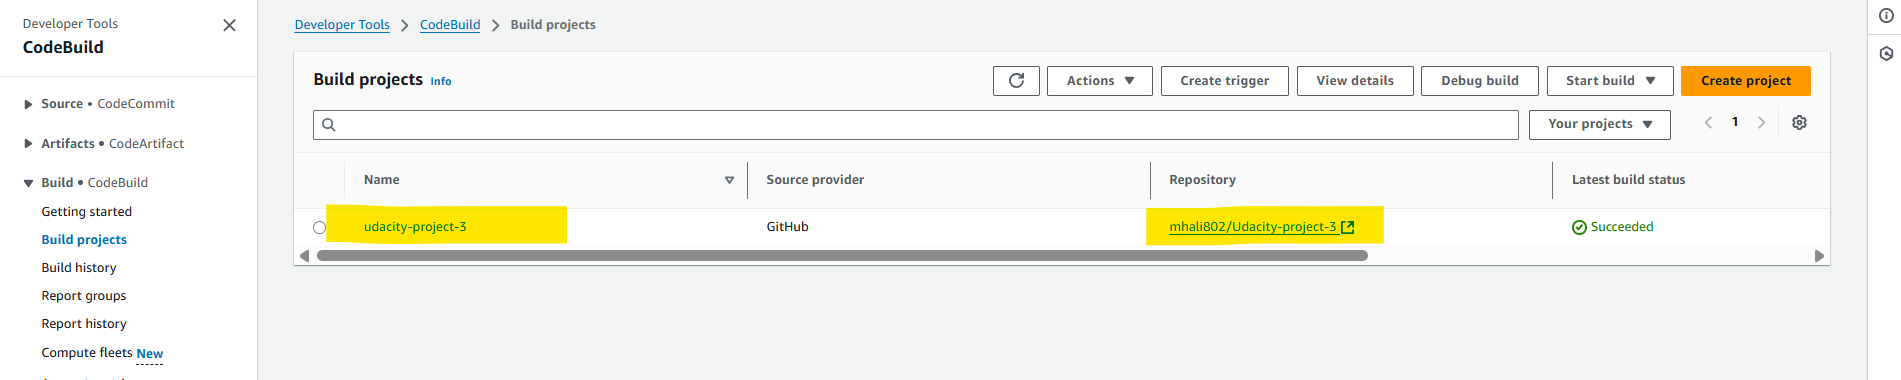 Developer Tools
CodeBuild
Source • CodeCommit
Artifacts • CodeArtifact
Build • CodeBuild
Getting started
Build projects
Build history
Report groups
Report history
Compute fleets New
Developer Tools > CodeBuild > Build projects
Build projects Info
Actions Create trigger View details Debug build Start build Create project
Your projects 1
Name Source provider Repository Latest build status
udacity-project-3 GitHub mhali802/Udacity-project-3 Succeeded